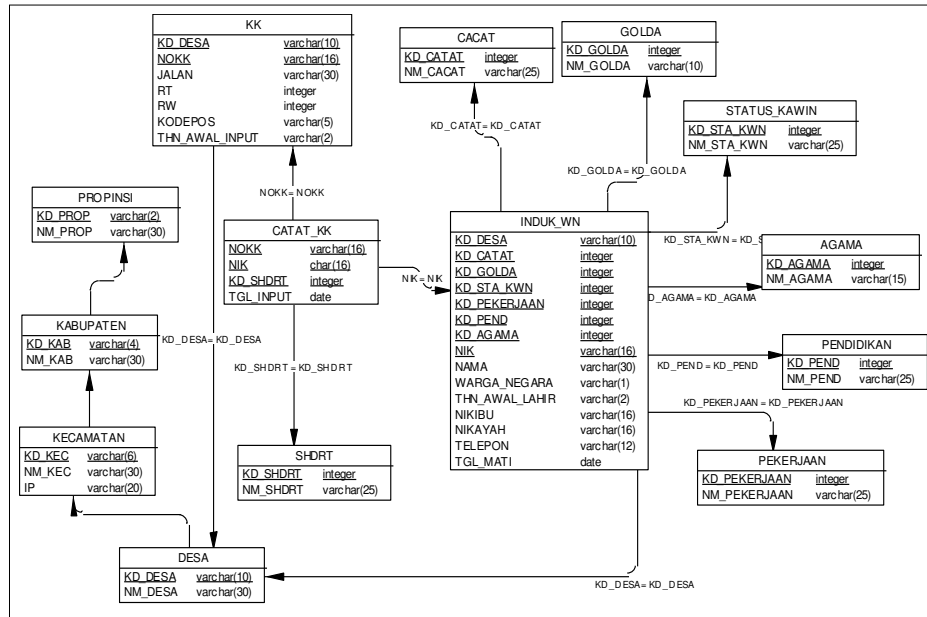 KK
KD_DESA varchar(10)
NOKK varchar(16)
JALAN varchar(30)
RT integer
RW integer
KODEPOS varchar(5)
THN_AWAL_INPUT varchar(2)
CACAT
KD_CATAT integer
NM_CACAT varchar(25)
GOLDA
KD_GOLDA integer
NM_GOLDA varchar(10)
STATUS_KAWIN
KD_STA_KWN integer
NM_STA_KWN varchar(25)
KD_CATAT= KD_CATAT
KD_GOLDA = KD_GOLDA
NOKK= NOKK
PROPINSI
KD_PROP varchar(2)
NM_PROP varchar(30)
CATAT_KK
NOKK varchar(16)
NIK char(16)
KD_SHDRT integer
TGL_INPUT date
NIK= NIK
INDUK_WN
KD_DESA varchar(10)
KD_CATAT integer
KD_GOLDA integer
KD_STA_KWN integer
KD_PEKERJAAN integer
KD_PEND integer
KD_AGAMA integer
NIK varchar(16)
NAMA varchar(30)
WARGA_NEGARA varchar(1)
THN_AWAL_LAHIR varchar(2)
NIKIBU varchar(16)
NIKAYAH varchar(16)
TELEPON varchar(12)
TGL_MATI date
KD_STA_KWN = KD_S
AGAMA
KD_AGAMA integer
NM_AGAMA varchar(15)
D_AGAMA = KD_AGAMA
KABUPATEN
KD_KAB varchar(4)
NM_KAB varchar(30)
KD_DESA= KD_DESA
KD_SHDRT = KD_SHDRT
PENDIDIKAN
KD_PEND integer
NM_PEND varchar(25)
KD_PEND = KD_PEND
KD_PEKERJAAN = KD_PEKERJAAN
KECAMATAN
KD_KEC varchar(6)
NM_KEC varchar(30)
IP varchar(20)
SHDRT
KD_SHDRT integer
NM_SHDRT varchar(25)
PEKERJAAN
KD_PEKERJAAN integer
NM_PEKERJAAN varchar(25)
DESA
KD_DESA varchar(10)
NM_DESA varchar(30)
KD_DESA = KD_DESA